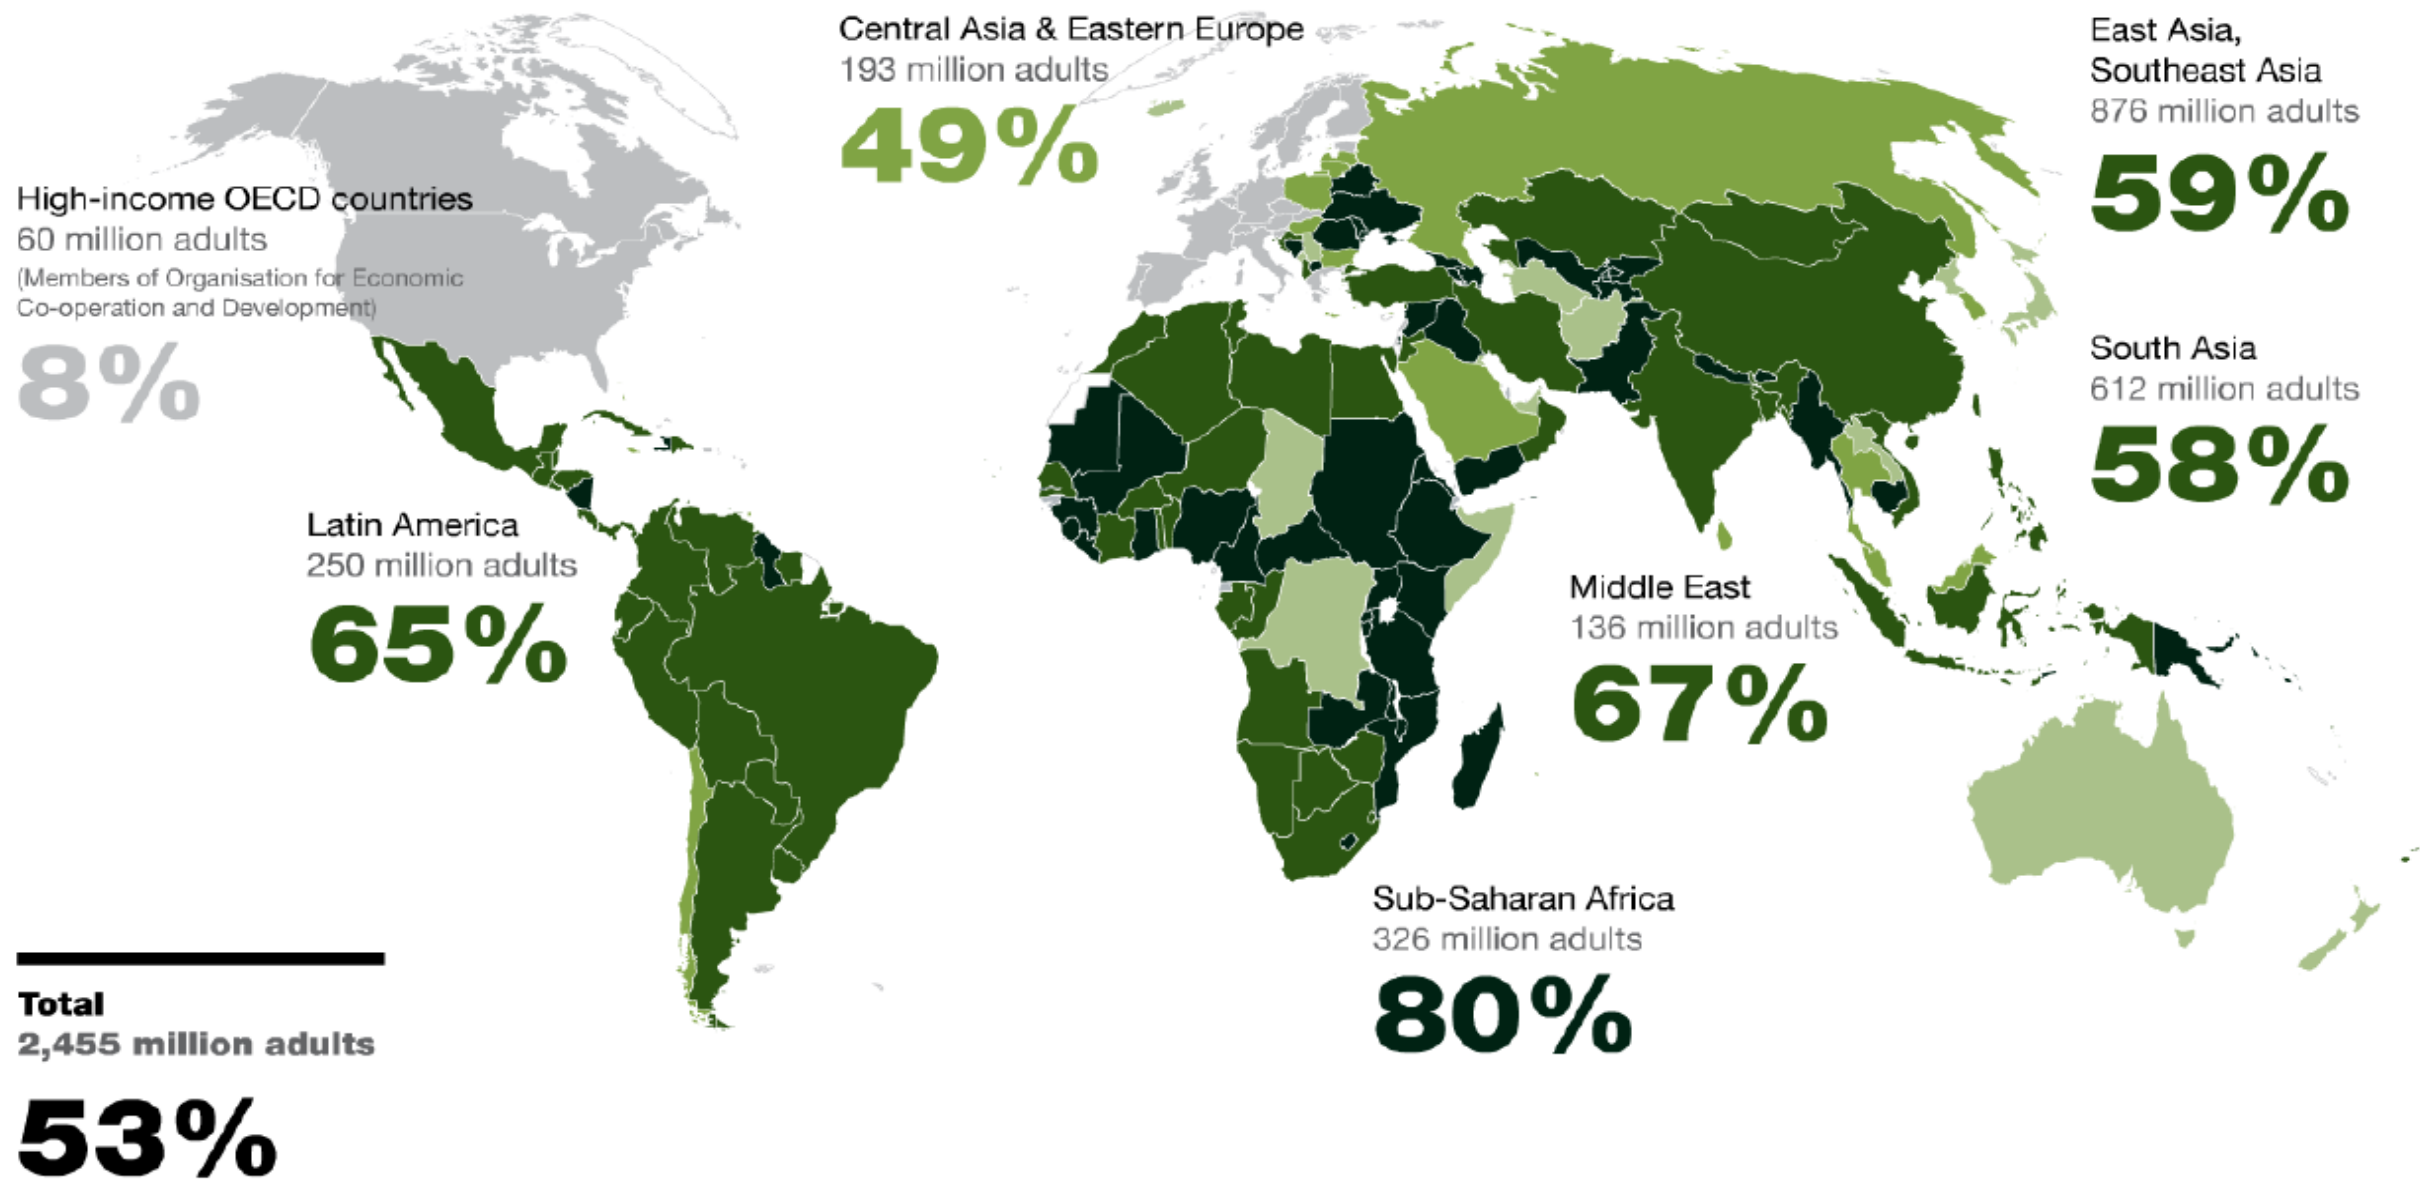 Central Asia & Eastern Europe
193 million adults
49%
East Asia,
Southeast Asia
876 million adults
59%
High-income OECD countries
60 million adults
(Members of Organisation for Economic
Co-operation and Development)
8%
South Asia
612 million adults
58%
Latin America
250 million adults
65%
Middle East
136 million adults
67%
Sub-Saharan Africa
326 million adults
80%
Total
2,455 million adults
53%